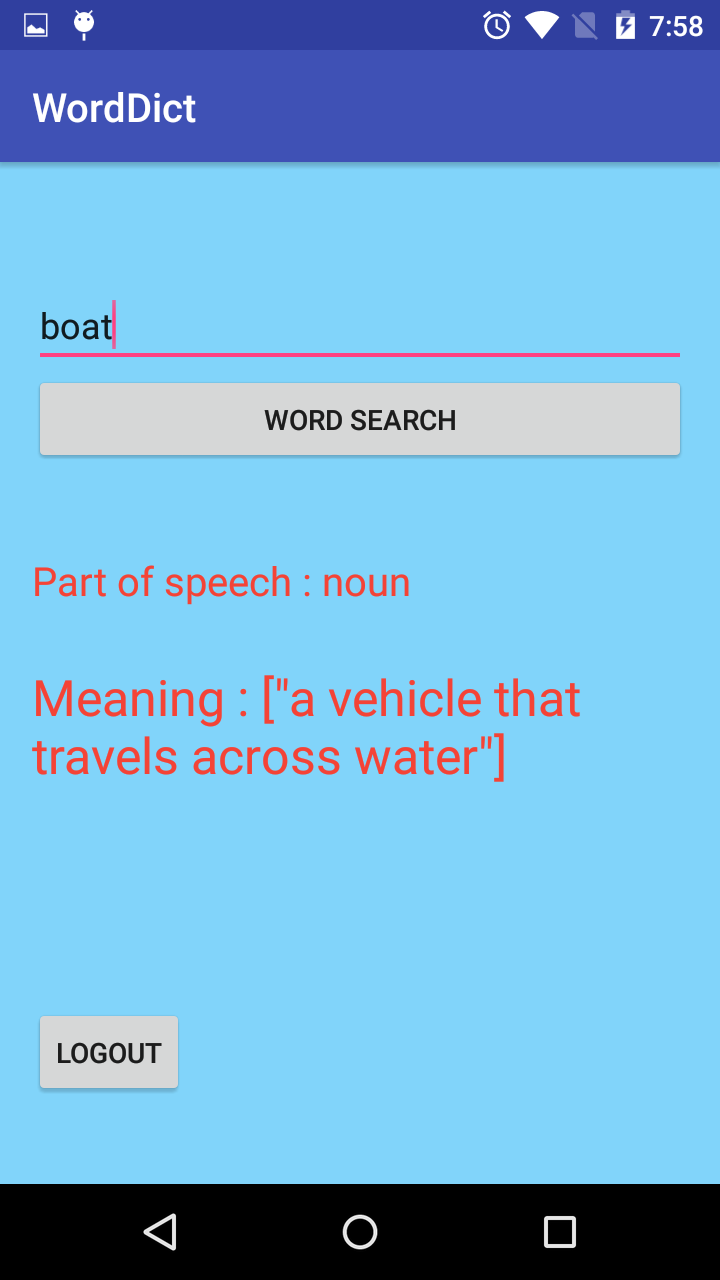 7:58
WordDict
boat
WORD SEARCH
Part of speech : noun
Meaning : ["a vehicle that
travels across water"]
LOGOUT